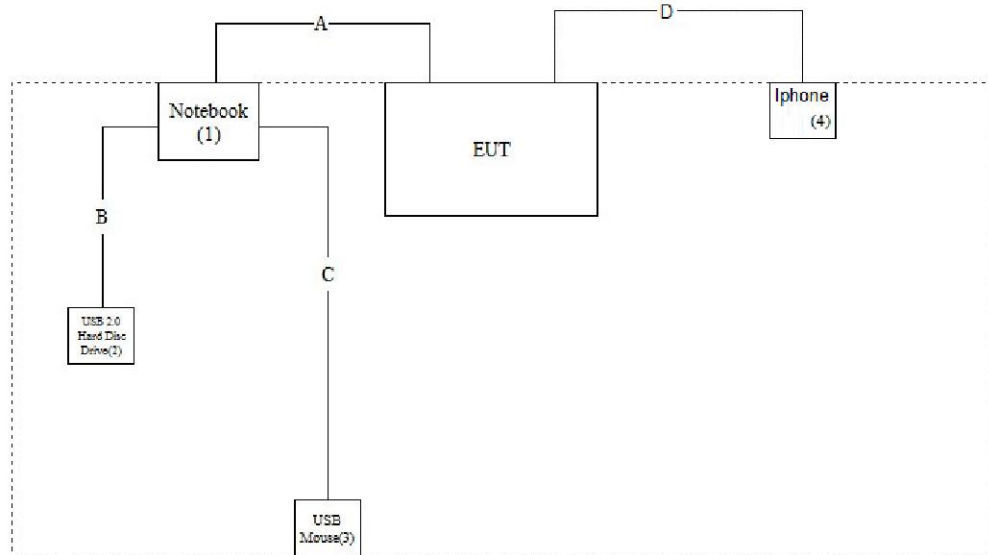 A
D
Notebook
(1)
EUT
Iphone
(4)
B
C
USB 2.0
Hard Disc
Drive(2)
USB
Mouse(3)